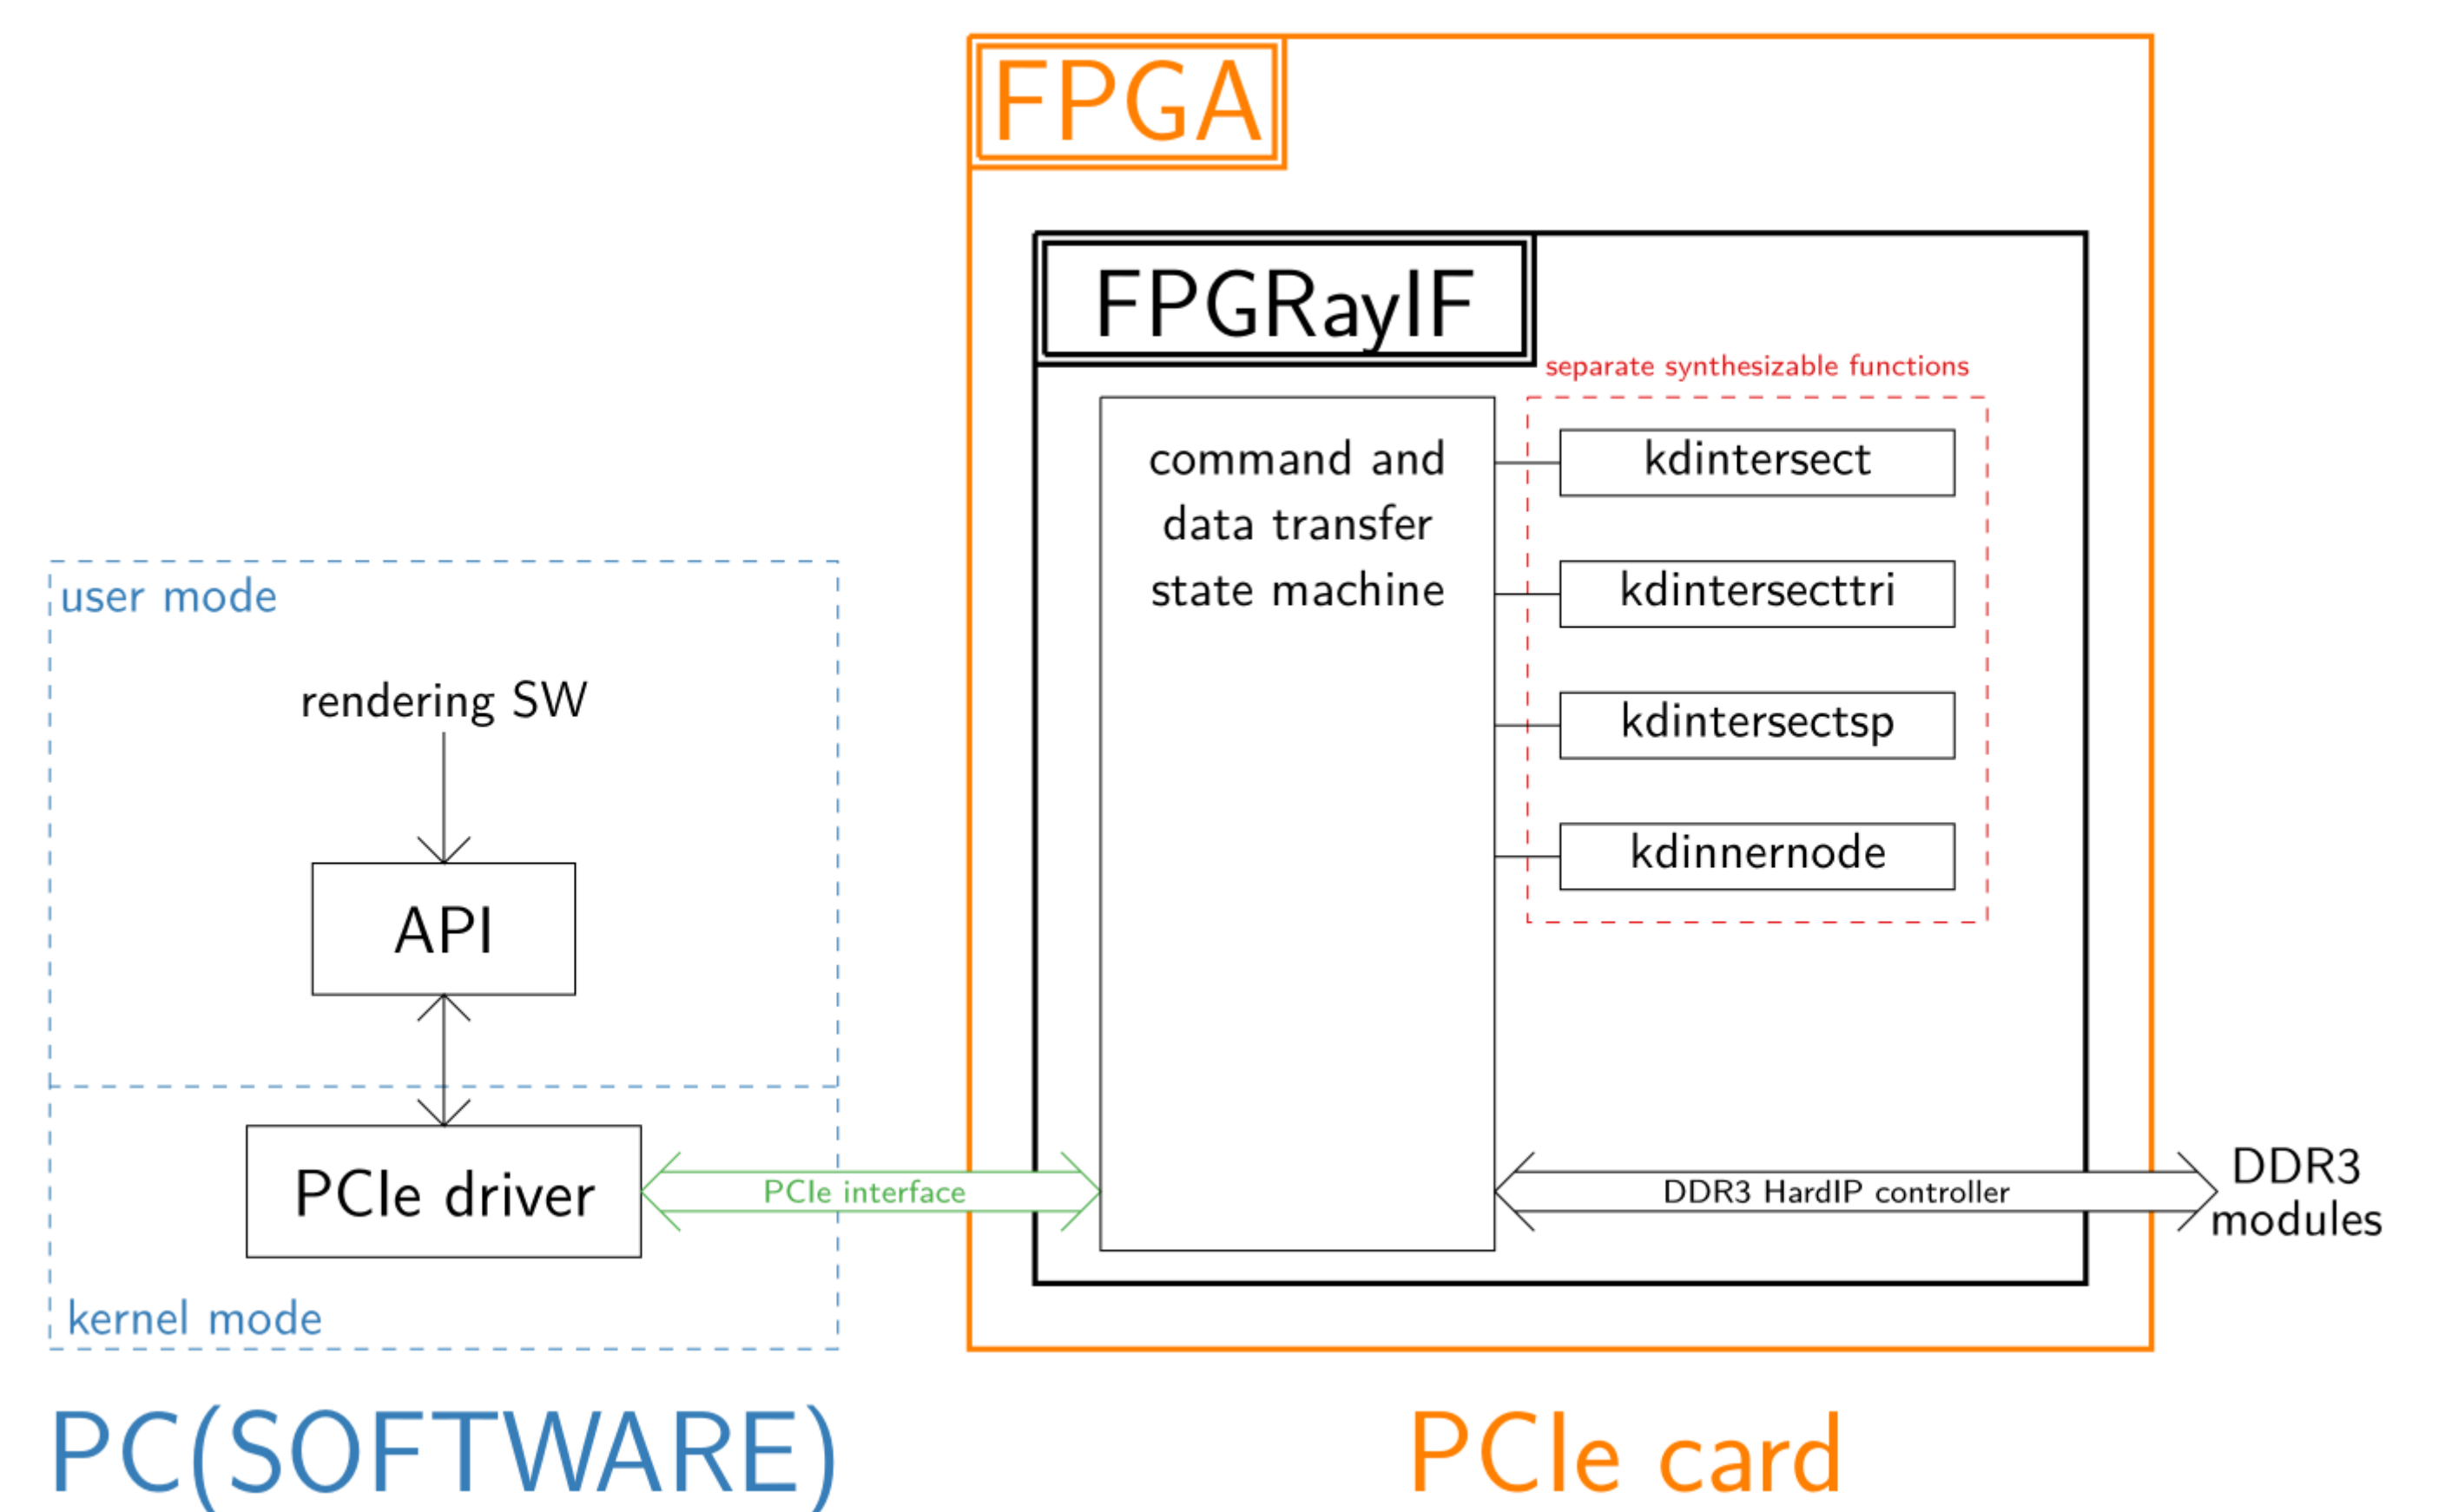 FPGA
FPGRayIF
separate synthesizable functions
command and
data transfer
state machine
kdintersect
kdintersecttri
kdintersectsp
kdinnernode
user mode
rendering SW
API
PCIe driver
kernel mode
PCIe interface
DDR3 HardIP controller
DDR3
modules
PC(SOFTWARE)
PCIe card